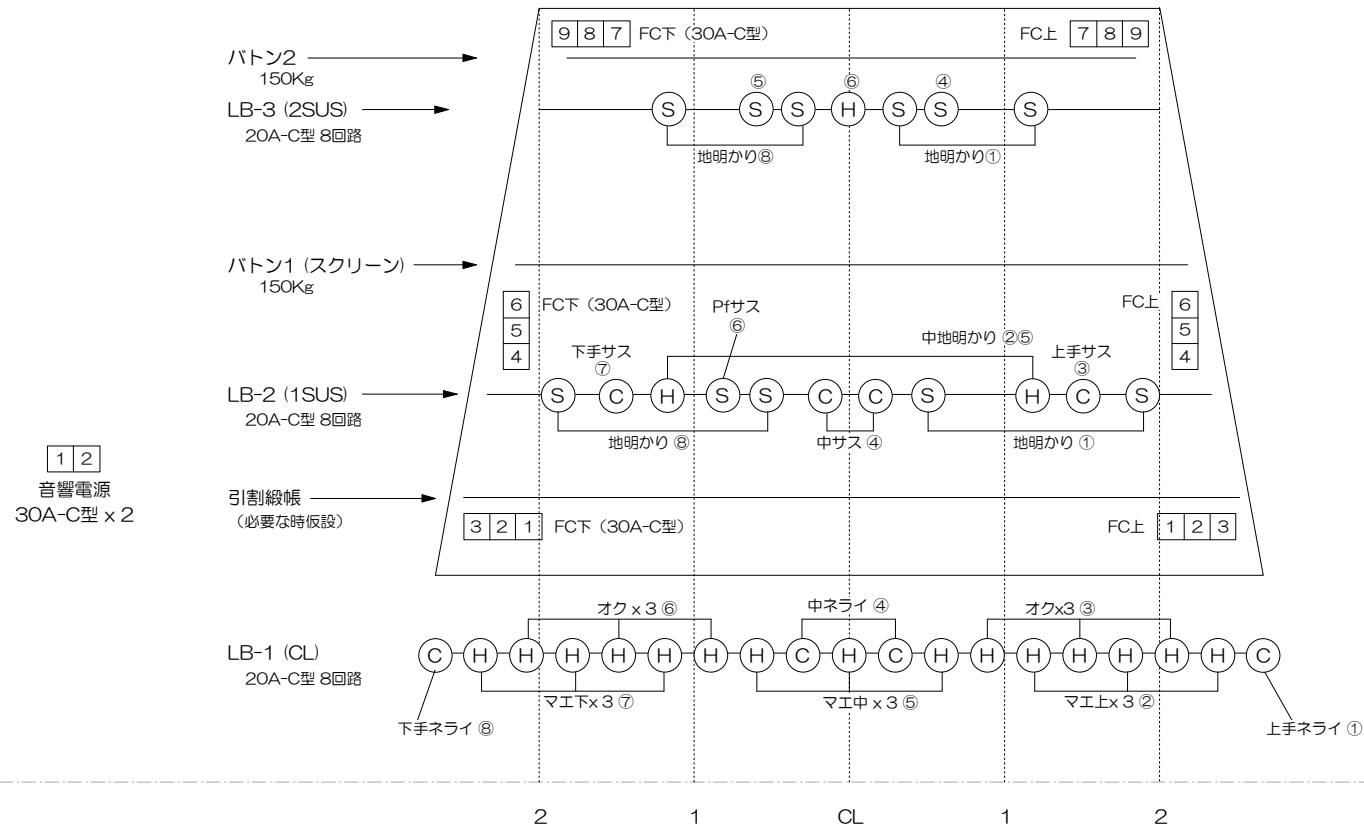 9 8 7 FC下（30A-C型） FC上 7 8 9
バトン2
150Kg
⑤ ⑥ ④
LB-3 (2SUS) S S S H S S S
20A-C型 8回路
地明かり⑧ 地明かり①
バトン1 (スクリーン)
150Kg
6 FC下（30A-C型） Pfサス FC上 6
5 ⑥ 5
4 下手サス 中地明かり ②⑤ 上手サス 4
⑦ ③
LB-2 (1SUS) S C H S S C C S H C S
20A-C型 8回路
地明かり ⑧ 中サス ④ 地明かり ①
1 2
音響電源
30A-C型 x 2
引割緞帳
（必要な時仮設）
3 2 1 FC下（30A-C型） FC上 1 2 3
オク x 3 ⑥ 中ネライ ④ オクx3 ③
LB-1 (CL) C H H H H H H H C H C H H H H H H H C
20A-C型 8回路
マエ下x 3 ⑦ マエ中 x 3 ⑤ マエ上x 3 ②
下手ネライ ⑧ 上手ネライ ①
2 1 CL 1 2